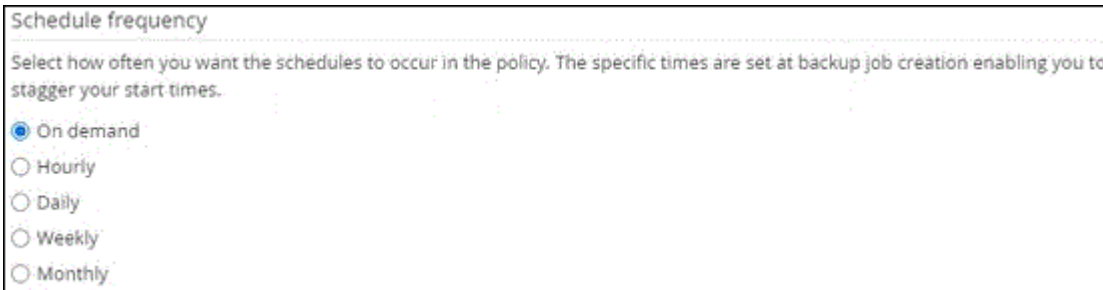 Schedule frequency
Select how often you want the schedules to occur in the policy. The specific times are set at backup job creation enabling you to
stagger your start times.
On demand
Hourly
Daily
Weekly
Monthly